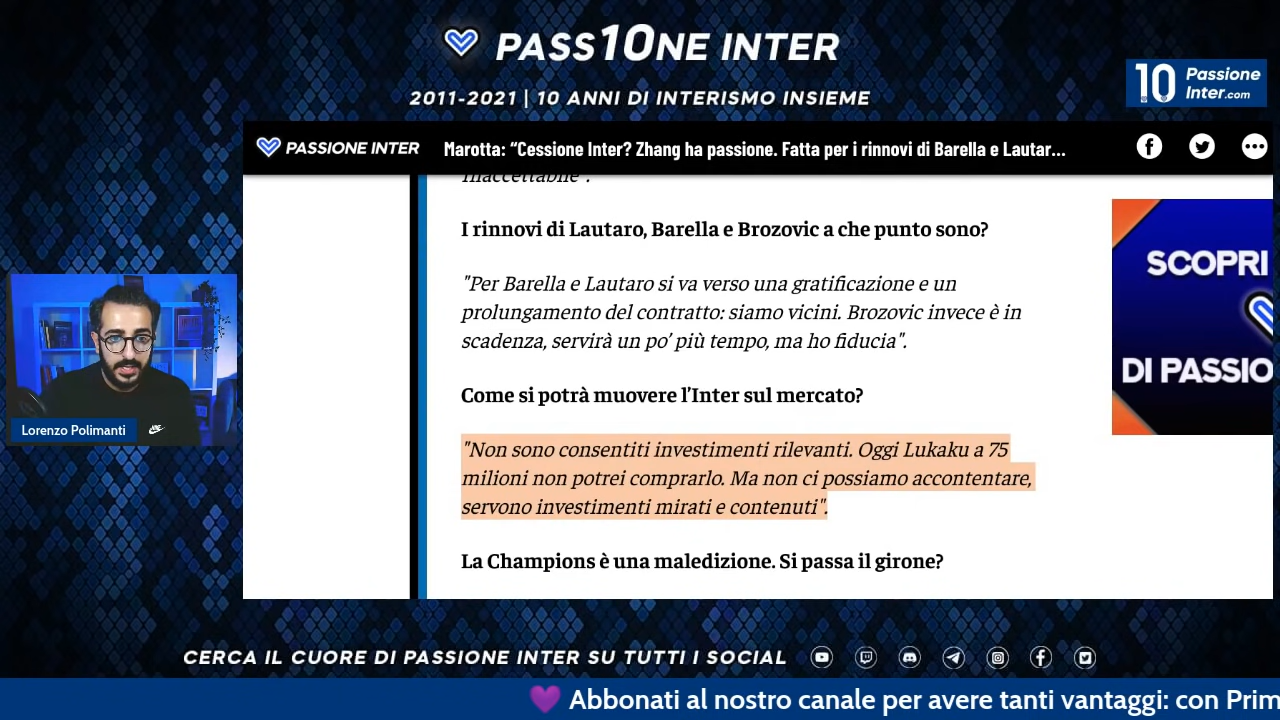 PASS10NE INTER
2011-2021 | 10 ANNI DI INTERISMO INSIEME
10 Passione
Inter.com
PASSIONE INTER
Marotta: “Cessione Inter? Zhang ha passione. Fatta per i rinnovi di Barella e Lautar...
inaccettabile".
I rinnovi di Lautaro, Barella e Brozovic a che punto sono?
"Per Barella e Lautaro si va verso una gratificazione e un
prolungamento del contratto: siamo vicini. Brozovic invece è in
scadenza, servirà un po’ più tempo, ma ho fiducia".
Come si potrà muovere l’Inter sul mercato?
"Non sono consentiti investimenti rilevanti. Oggi Lukaku a 75
milioni non potrei comprarlo. Ma non ci possiamo accontentare,
servono investimenti mirati e contenuti".
La Champions è una maledizione. Si passa il girone?
SCOPRI
DI PASSIO
Lorenzo Polimanti
CERCA IL CUORE DI PASSIONE INTER SU TUTTI I SOCIAL
💜 Abbonati al nostro canale per avere tanti vantaggi: con Prim